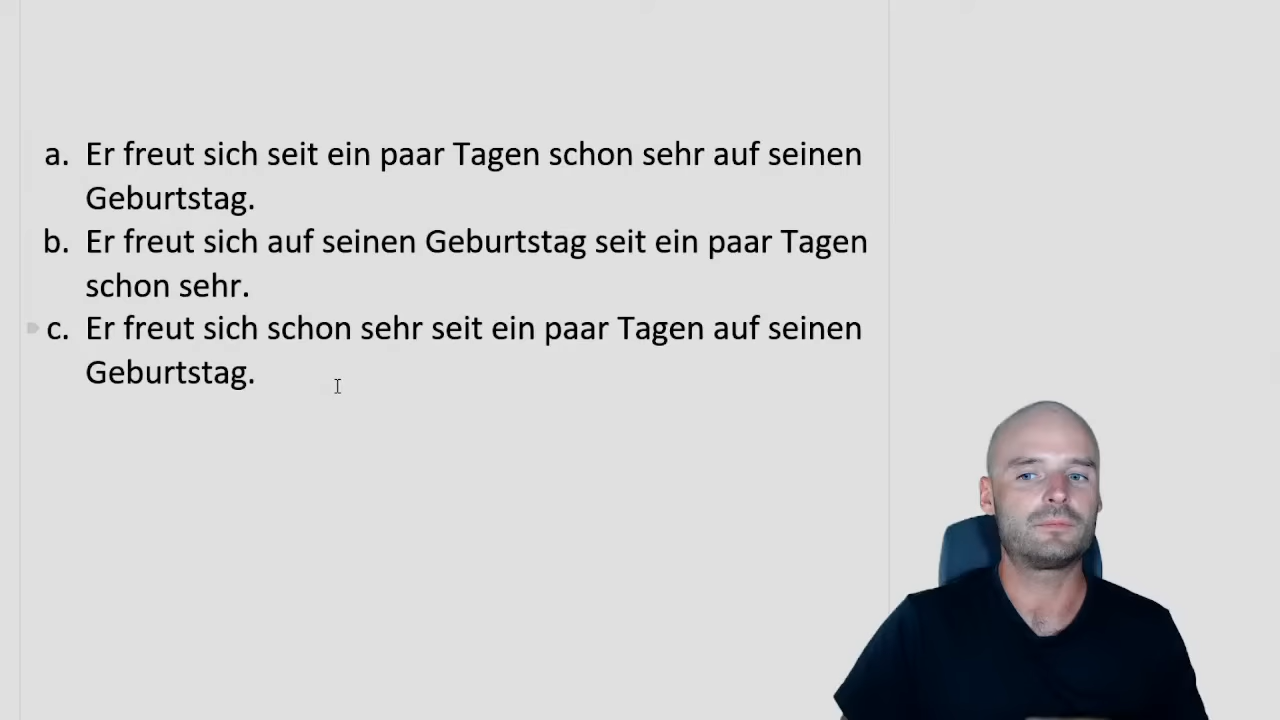 a. Er freut sich seit ein paar Tagen schon sehr auf seinen
Geburtstag.
b. Er freut sich auf seinen Geburtstag seit ein paar Tagen
schon sehr.
c. Er freut sich schon sehr seit ein paar Tagen auf seinen
Geburtstag.